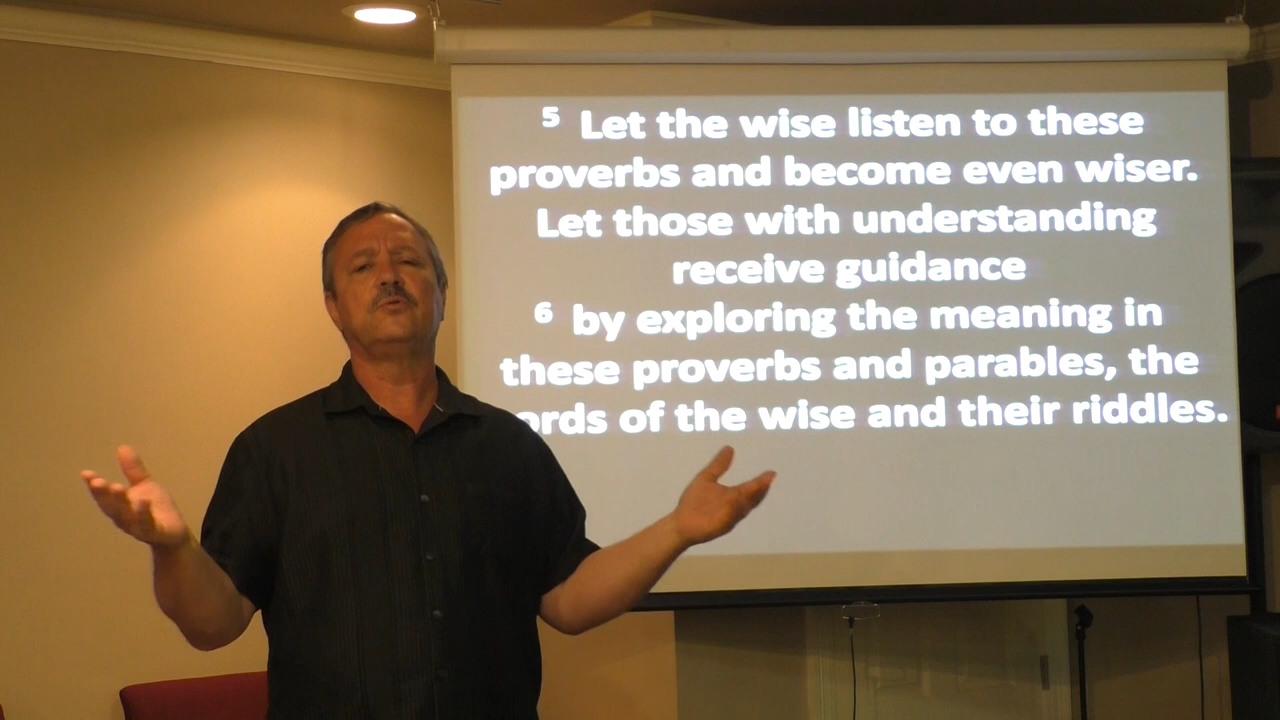 5 Let the wise listen to these
proverbs and become even wiser.
Let those with understanding
receive guidance
6 by exploring the meaning in
these proverbs and parables, the
of the wise and their riddles.